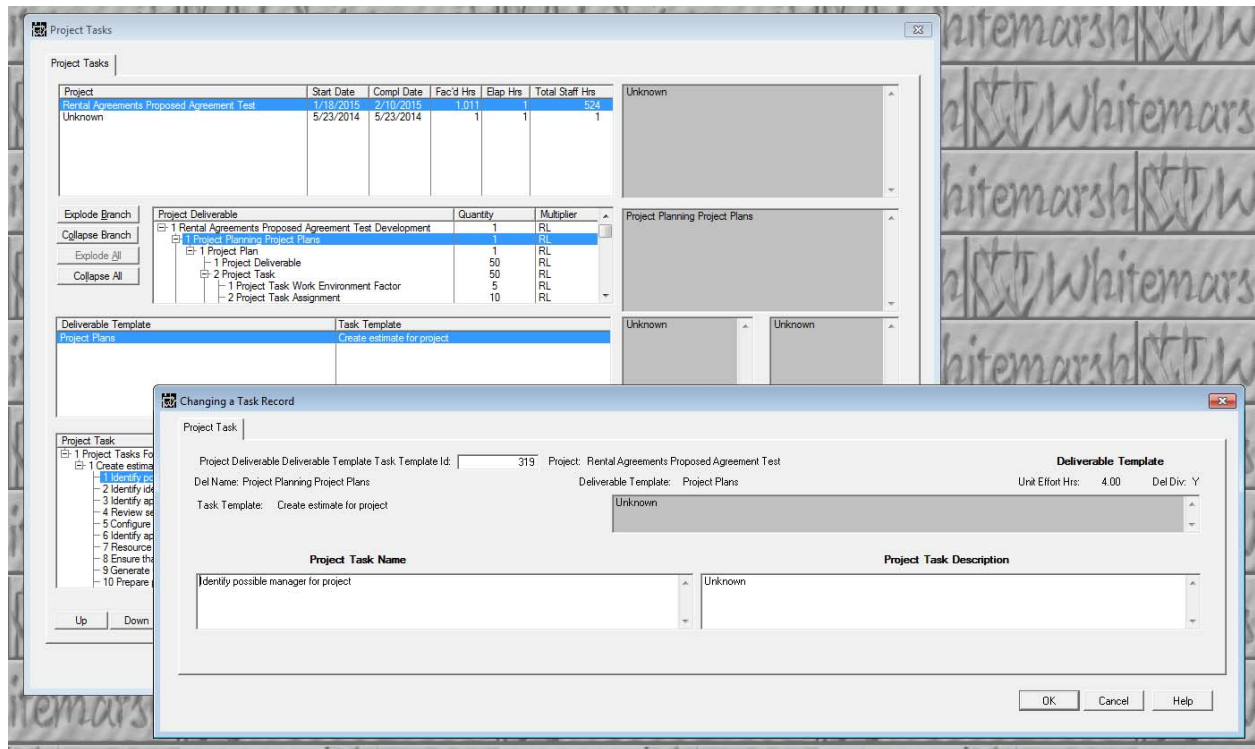 Project Tasks
Project Tasks
Project Start Date Compl Date Fac'd Hrs Elap Hrs Total Staff Hrs
Rental Agreements Proposed Agreement Test 1/18/2015 2/10/2015 1,011 1 524
Unknown 5/23/2014 5/23/2014 1 1 1
Unknown
Explode Branch
Collapse Branch
Explode All
Collapse All
Project Deliverable Quantity Multiplier
1 Rental Agreements Proposed Agreement Test Development 1 RL
1 Project Planning Project Plans 1 RL
1 Project Plan 1 RL
1 Project Deliverable 50 RL
2 Project Task 50 RL
1 Project Task Work Environment Factor 5 RL
2 Project Task Assignment 10 RL
Project Planning Project Plans
Deliverable Template Task Template
Project Plans Create estimate for project
Unknown
Unknown
Project Task
1 Project Tasks Fo
1 Create estima
1 Identify po
2 Identify ide
3 Identify ap
4 Review se
5 Configure
6 Identify ap
7 Resource
8 Ensure tha
9 Generate
10 Prepare p
Up Down
Changing a Task Record
Project Task
Project Deliverable Deliverable Template Task Template Id: 319 Project: Rental Agreements Proposed Agreement Test Deliverable Template
Del Name: Project Planning Project Plans Deliverable Template: Project Plans Unit Effort Hrs: 4.00 Del Div: Y
Task Template: Create estimate for project Unknown
Project Task Name Project Task Description
Identify possible manager for project Unknown
OK Cancel Help
Whitemarsh
Whitemarsh